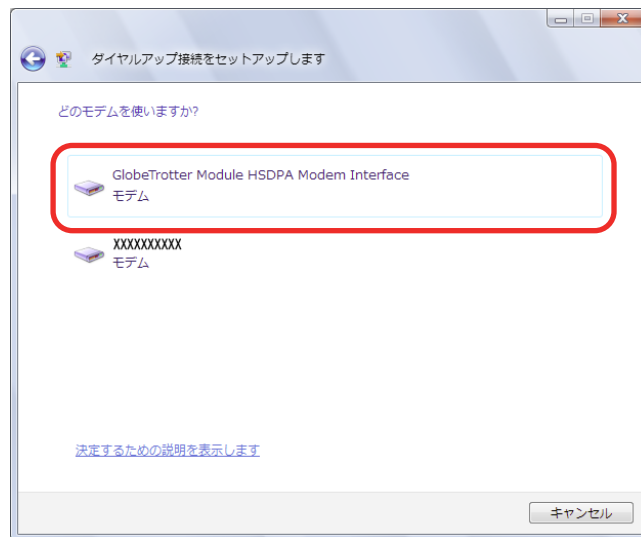 ダイヤルアップ接続をセットアップします
どのモデムを使いますか?
GlobeTrotter Module HSDPA Modem Interface
モデム
XXXXXXXXXX
モデム
決定するための説明を表示します
キャンセル